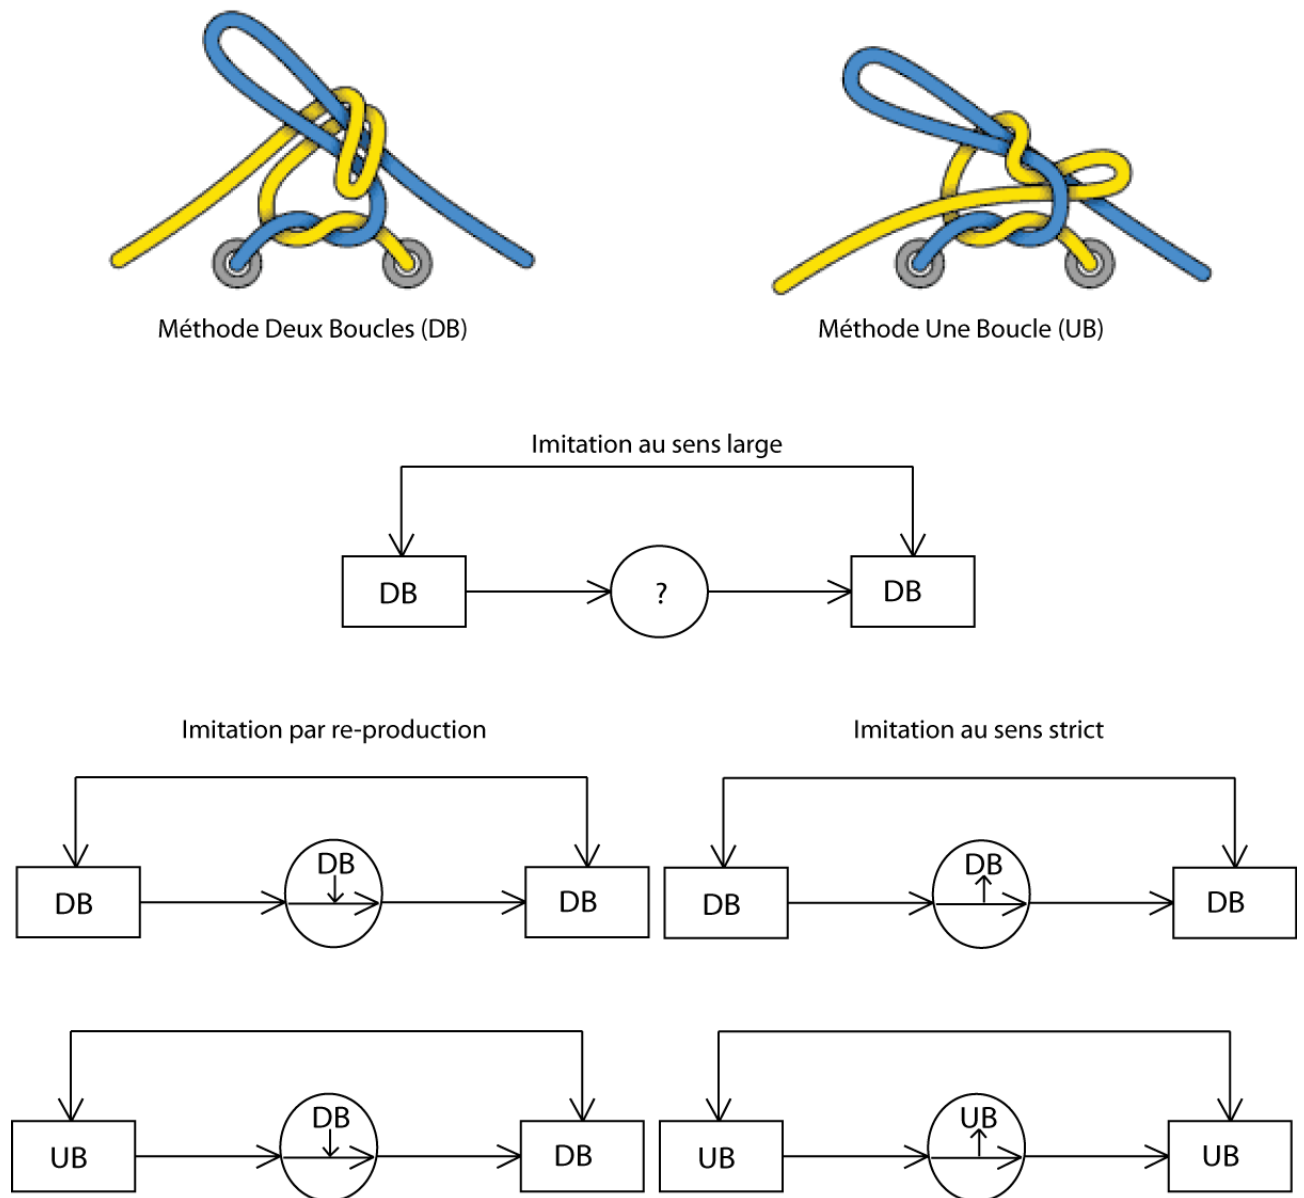 Méthode Deux Boucles (DB)
Méthode Une Boucle (UB)
Imitation au sens large
DB
?
DB
Imitation par re-production
Imitation au sens strict
DB
DB
DB
DB
DB
DB
UB
DB
DB
UB
UB
UB